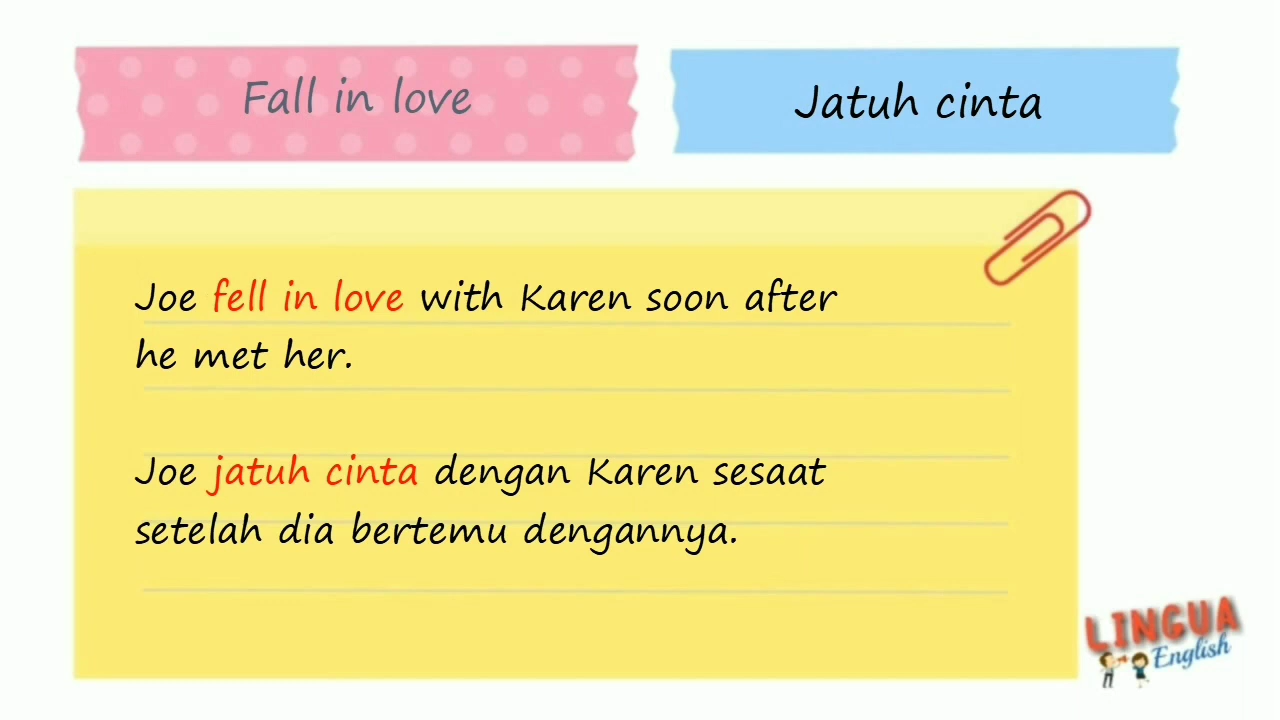 Fall in love
Jatuh cinta
Joe fell in love with Karen soon after
he met her.
Joe jatuh cinta dengan Karen sesaat
setelah dia bertemu dengannya.
LINGUA
English